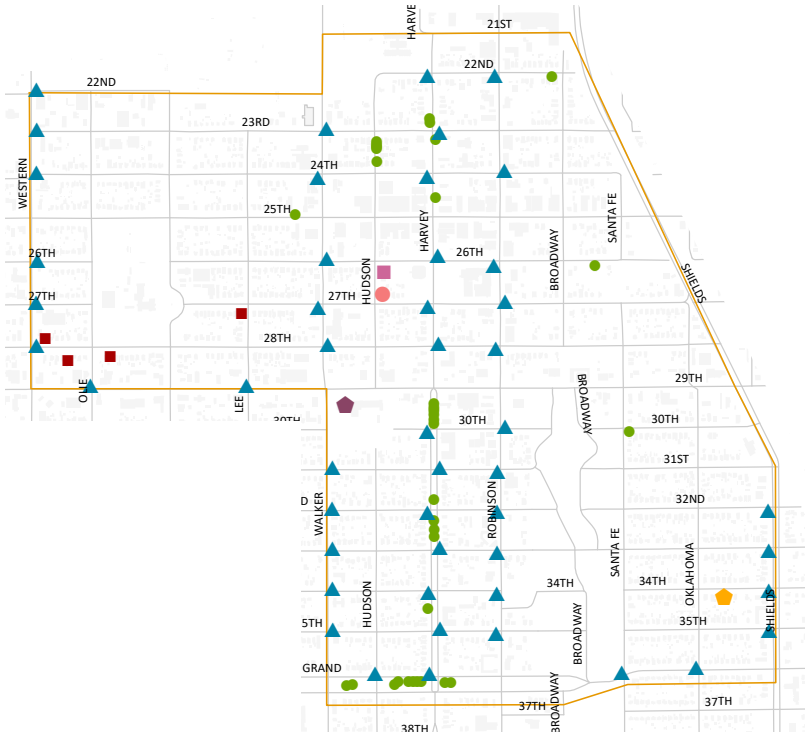 HARVE
21ST
22ND
22ND
23RD
24TH
WESTERN
25TH
SANTA FE
HARVEY
BROADWAY
26TH
26TH
SHIELDS
HUDSON
27TH
27TH
28TH
29TH
OLIE
LEE
BROADWAY
30TH
30TH
30TH
31ST
D
WALKER
ROBINSON
32ND
SANTA FE
OKLAHOMA
34TH
34TH
HUDSON
SHIELDS
5TH
35TH
BROADWAY
GRAND
BROADWAY
37TH
37TH
38TH